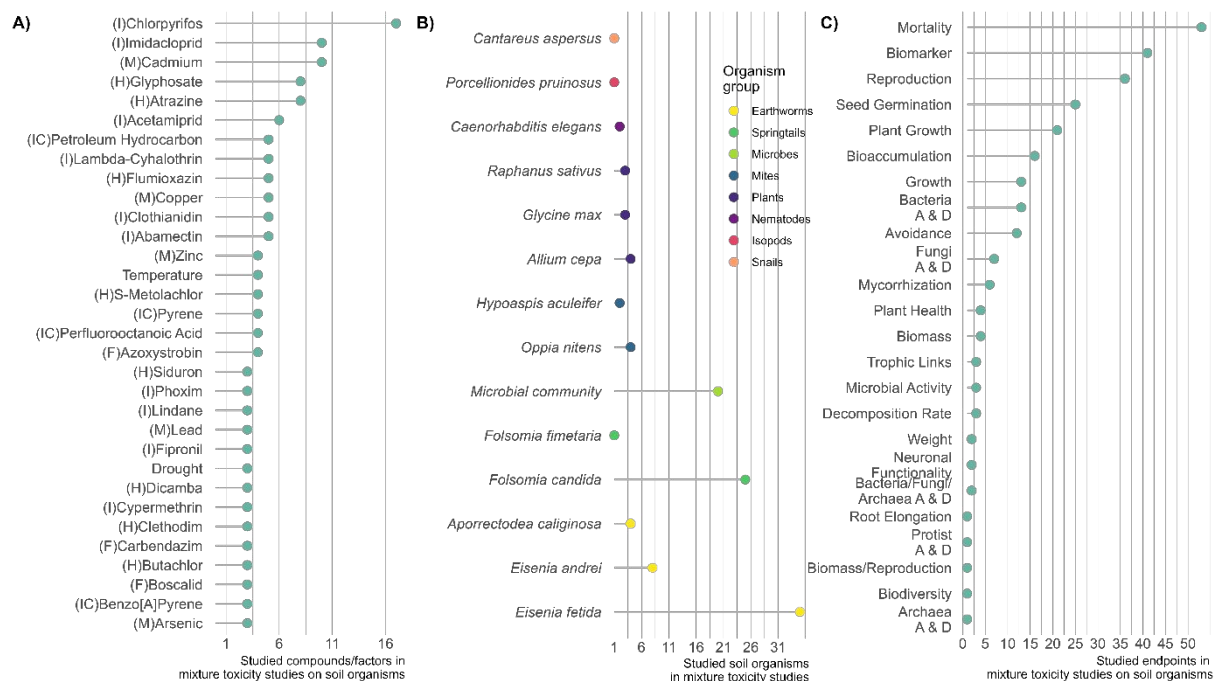 A)
(I)Chlorpyrifos
(I)Imidacloprid
(M)Cadmium
(H)Glyphosate
(H)Atrazine
(I)Acetamiprid
(IC)Petroleum Hydrocarbon
(I)Lambda-Cyhalothrin
(H)Flumioxazin
(M)Copper
(I)Clothianidin
(I)Abamectin
(M)Zinc
Temperature
(H)S-Metolachlor
(IC)Pyrene
(IC)Perfluorooctanoic Acid
(F)Azoxystrobin
(H)Siduron
(I)Phoxim
(I)Lindane
(M)Lead
(I)Fipronil
Drought
(H)Dicamba
(I)Cypermethrin
(H)Clethodim
(F)Carbendazim
(H)Butachlor
(F)Boscalid
(IC)Benzo[A]Pyrene
(M)Arsenic
1 6 11 16
Studied compounds/factors in
mixture toxicity studies on soil organisms
B)
Cantareus aspersus
Porcellionides pruinosus
Caenorhabditis elegans
Raphanus sativus
Glycine max
Allium cepa
Hypoaspis aculeifer
Oppia nitens
Microbial community
Folsomia fimetaria
Folsomia candida
Aporrectodea caliginosa
Eisenia andrei
Eisenia fetida
Organism
group
Earthworms
Springtails
Microbes
Mites
Plants
Nematodes
Isopods
Snails
1 6 11 16 21 26 31
Studied soil organisms
in mixture toxicity studies
C)
Mortality
Biomarker
Reproduction
Seed Germination
Plant Growth
Bioaccumulation
Growth
Bacteria
A & D
Avoidance
Fungi
A & D
Mycorrhization
Plant Health
Biomass
Trophic Links
Microbial Activity
Decomposition Rate
Weight
Neuronal
Functionality
Bacteria/Fungi/
Archaea A & D
Root Elongation
Protist
A & D
Biomass/Reproduction
Biodiversity
Archaea
A & D
0 5 10 15 20 25 30 35 40 45 50
Studied endpoints in
mixture toxicity studies on soil organisms